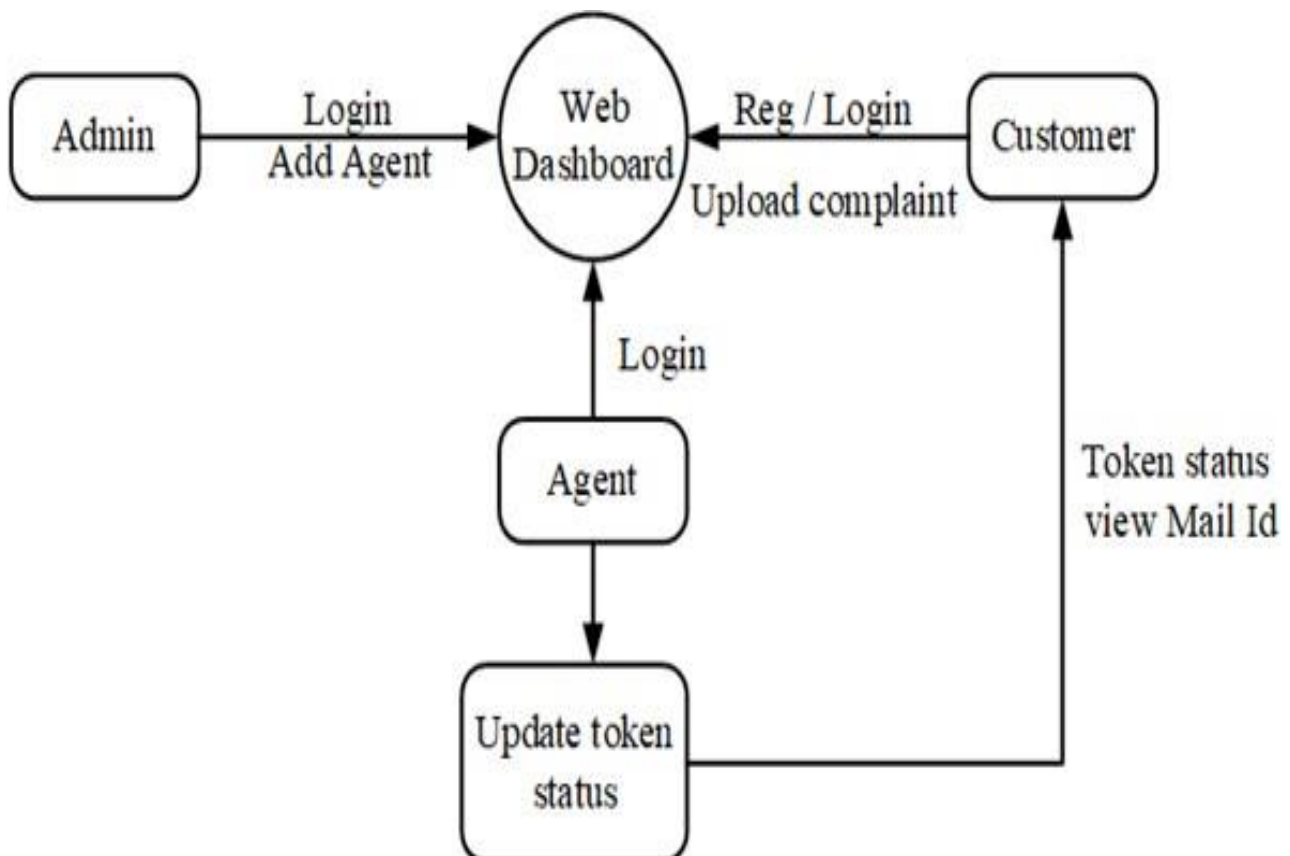 Admin
Login
Add Agent
Web
Dashboard
Reg / Login
Upload complaint
Customer
Login
Agent
Token status
view Mail Id
Update token
status